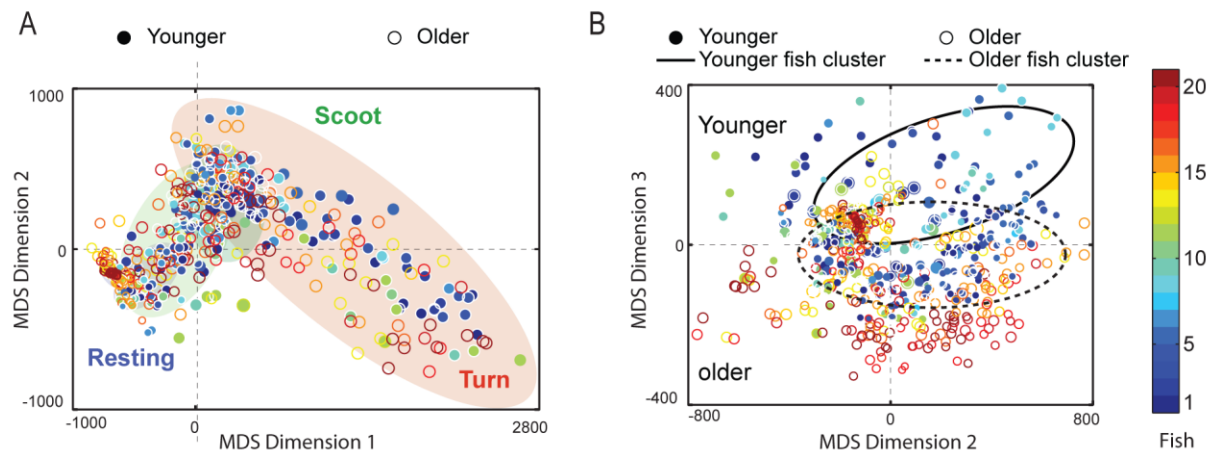 A
Younger
Older
1000
0
-1000
MDS Dimension 2
Scoot
Resting
Turn
-1000
0
2800
MDS Dimension 1
B
Younger
Older
Younger fish cluster
Older fish cluster
400
0
-400
MDS Dimension 3
Younger
older
-800
0
800
MDS Dimension 2
20
15
10
5
1
Fish